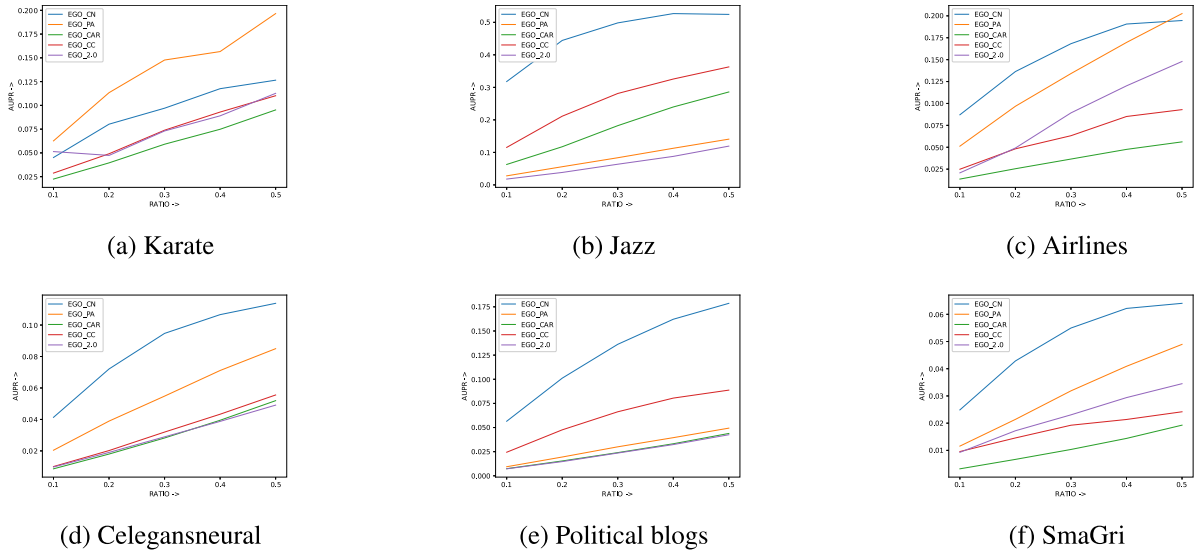 0.200
0.175
0.150
0.125
0.100
0.075
0.050
0.025
AUPR ->
EGO_CN
EGO_PA
EGO_CAR
EGO_CC
EGO_2.0
0.1 0.2 0.3 0.4 0.5
RATIO ->
(a) Karate
0.5
0.4
0.3
0.2
0.1
0.0
AUPR ->
EGO_CN
EGO_PA
EGO_CAR
EGO_CC
EGO_2.0
0.1 0.2 0.3 0.4 0.5
RATIO ->
(b) Jazz
0.200
0.175
0.150
0.125
0.100
0.075
0.050
0.025
AUPR ->
EGO_CN
EGO_PA
EGO_CAR
EGO_CC
EGO_2.0
0.1 0.2 0.3 0.4 0.5
RATIO ->
(c) Airlines
0.10
0.08
0.06
0.04
0.02
AUPR ->
EGO_CN
EGO_PA
EGO_CAR
EGO_CC
EGO_2.0
0.1 0.2 0.3 0.4 0.5
RATIO ->
(d) Celegansneural
0.175
0.150
0.125
0.100
0.075
0.050
0.025
0.000
AUPR ->
EGO_CN
EGO_PA
EGO_CAR
EGO_CC
EGO_2.0
0.1 0.2 0.3 0.4 0.5
RATIO ->
(e) Political blogs
0.06
0.05
0.04
0.03
0.02
0.01
AUPR ->
EGO_CN
EGO_PA
EGO_CAR
EGO_CC
EGO_2.0
0.1 0.2 0.3 0.4 0.5
RATIO ->
(f) SmaGri